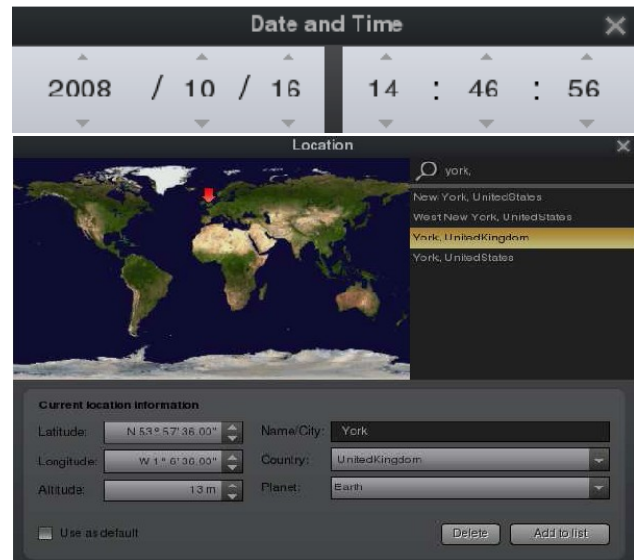 Date and Time
2008 / 10 / 16 14 : 46 : 56
Location
york,
New York, UnitedStates
West New York, UnitedStates
York, UnitedKingdom
York, UnitedStates
Current location information
Latitude: N 53° 57' 36.00" Name/City: York
Longitude: W 1° 6' 36.00" Country: UnitedKingdom
Altitude: 13 m Planet: Earth
Use as default Delete Add to list